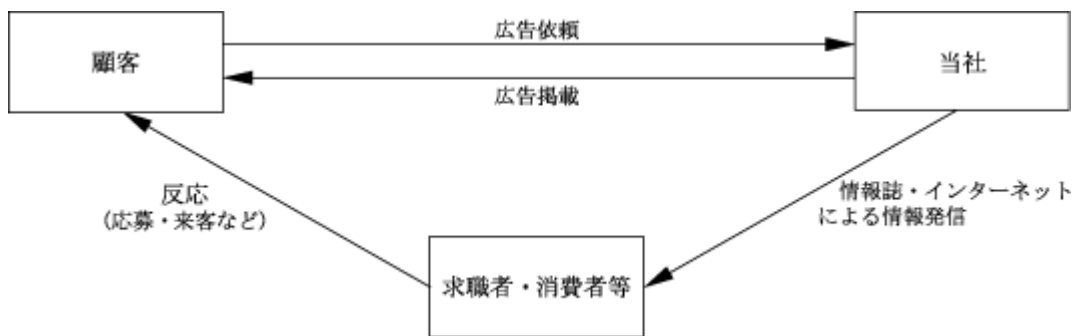 広告依頼
顧客
当社
広告掲載
反応
(応募・来客など)
情報誌・インターネット
による情報発信
求職者・消費者等